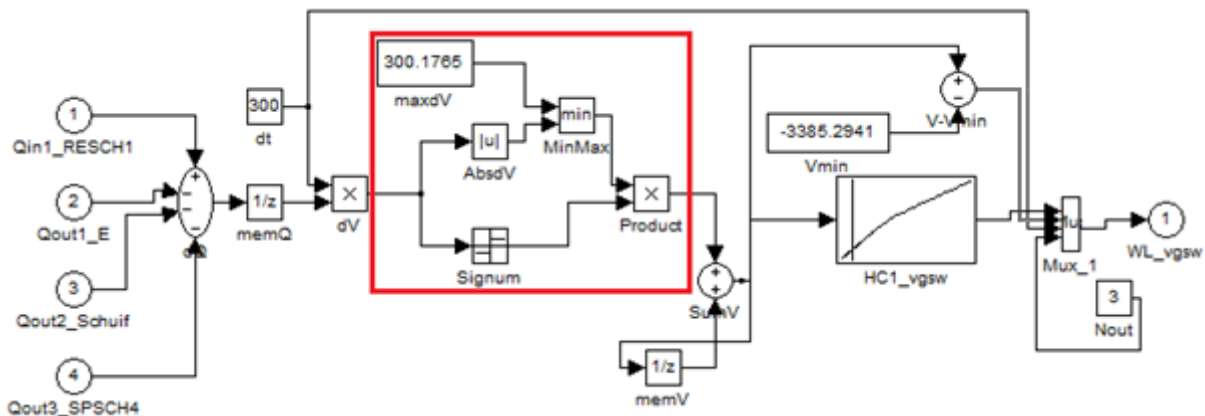 1
Qin1_RESCH1
2
Qout1_E
3
Qout2_Schuif
4
Qout3_SPSCH4
1/z
memQ
300
dt
×
dV
300.1765
maxdV
|u|
AbsdV
min
MinMax
Signum
×
Product
SumV
1/z
memV
V-Vmin
-3385.2941
Vmin
HC1_vgsw
Mux_1
3
Nout
1
WL_vgsw